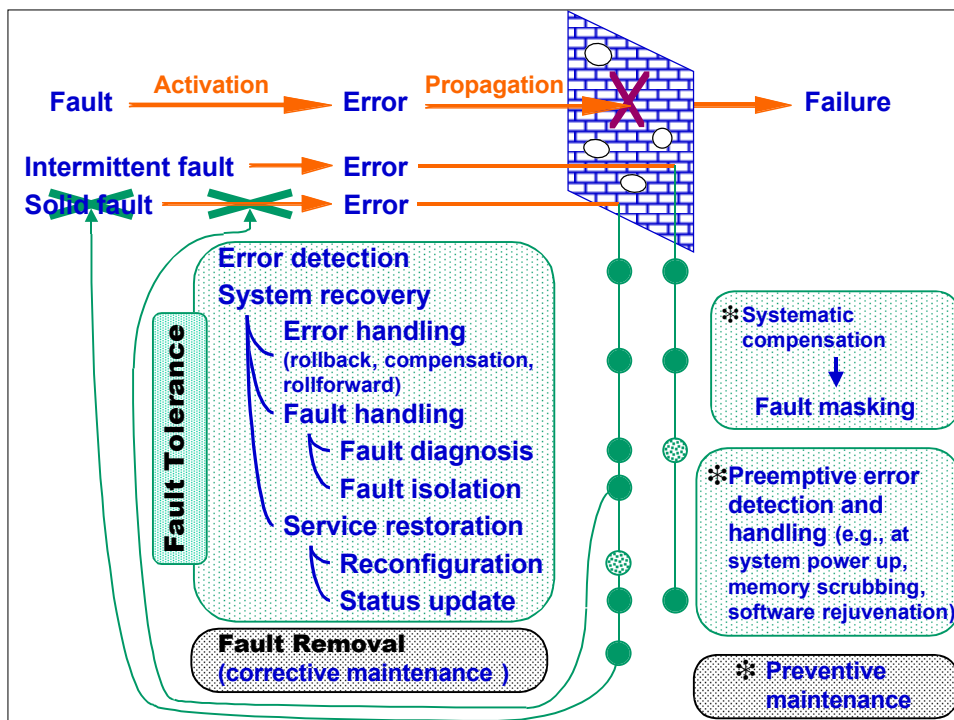 Activation
Propagation
Fault
Error
Failure
Intermittent fault
Error
Solid fault
Error
Fault Tolerance
Error detection
System recovery
Error handling
(rollback, compensation,
rollforward)
Fault handling
Fault diagnosis
Fault isolation
Service restoration
Reconfiguration
Status update
Fault Removal
(corrective maintenance )
✻ Systematic
compensation
Fault masking
✻ Preemptive error
detection and
handling (e.g., at
system power up,
memory scrubbing,
software rejuvenation)
✻ Preventive
maintenance